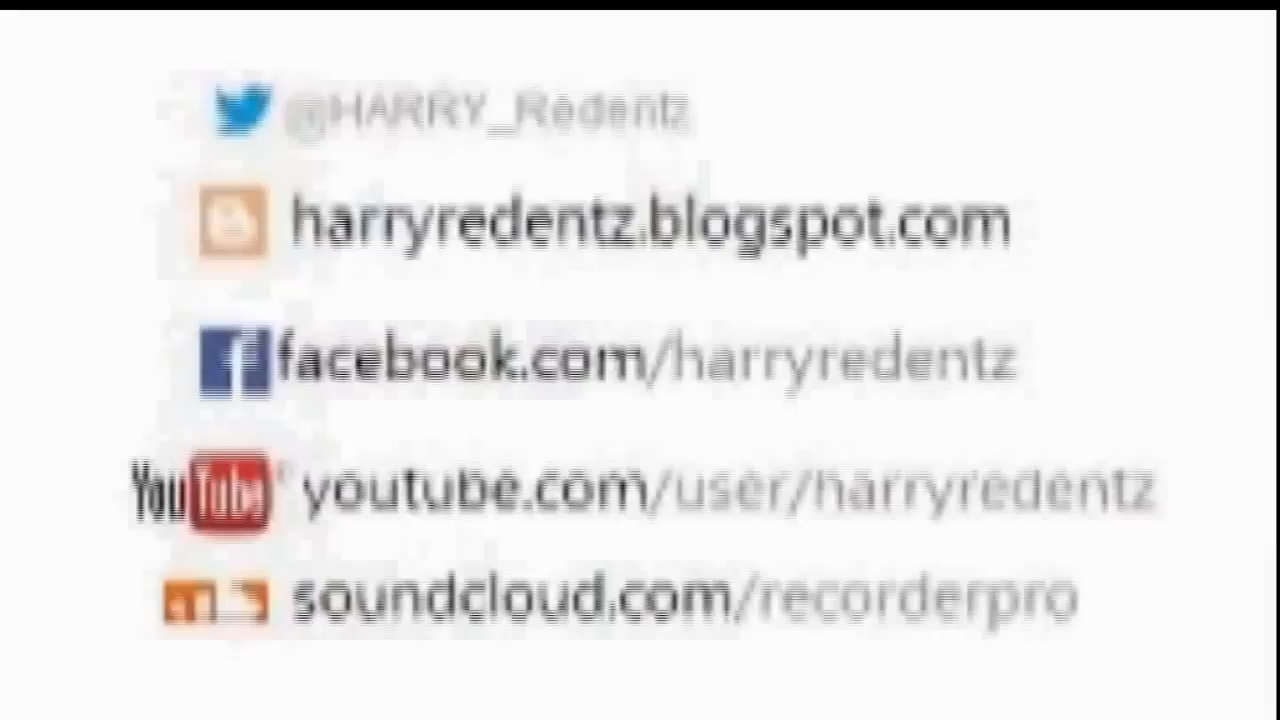 @HARRY_Redentz
harryredentz.blogspot.com
facebook.com/harryredentz
YouTube youtube.com/user/harryredentz
soundcloud.com/recorderpro